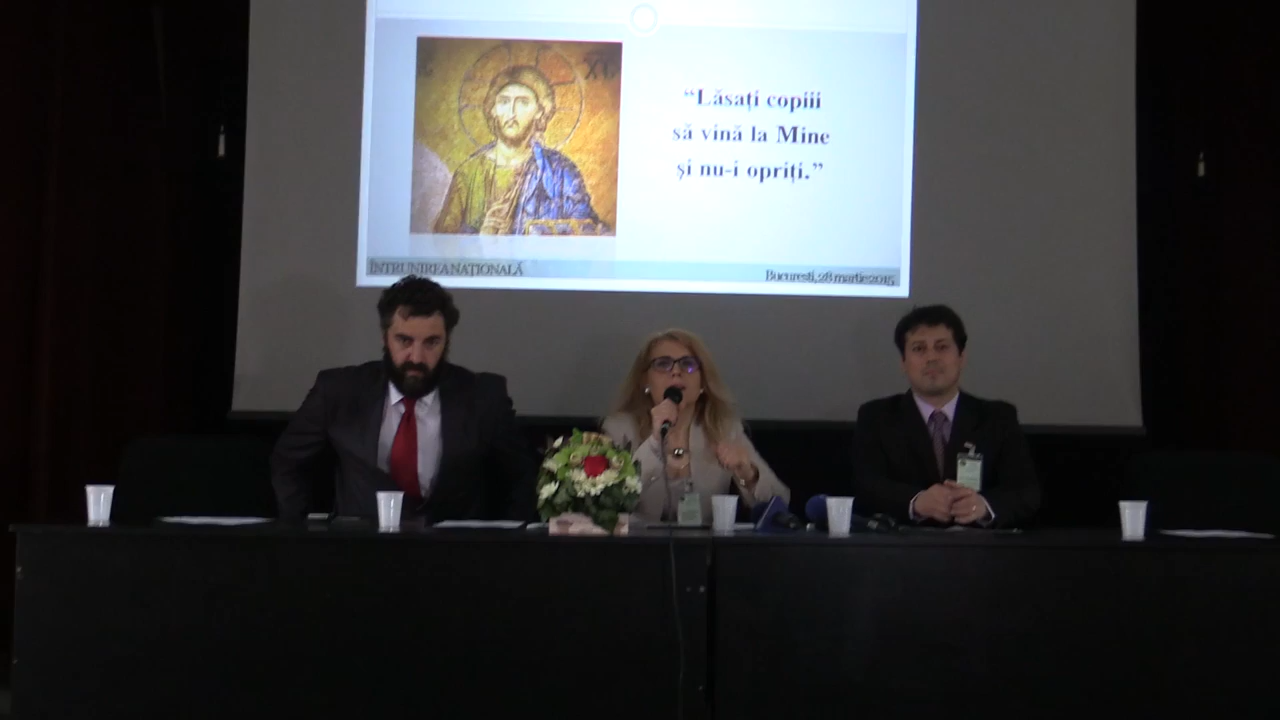 “Lăsați copiii
să vină la Mine
și nu-i opriți.”
ÎNTRUNIREA NAȚIONALĂ
București, 28 martie 2015